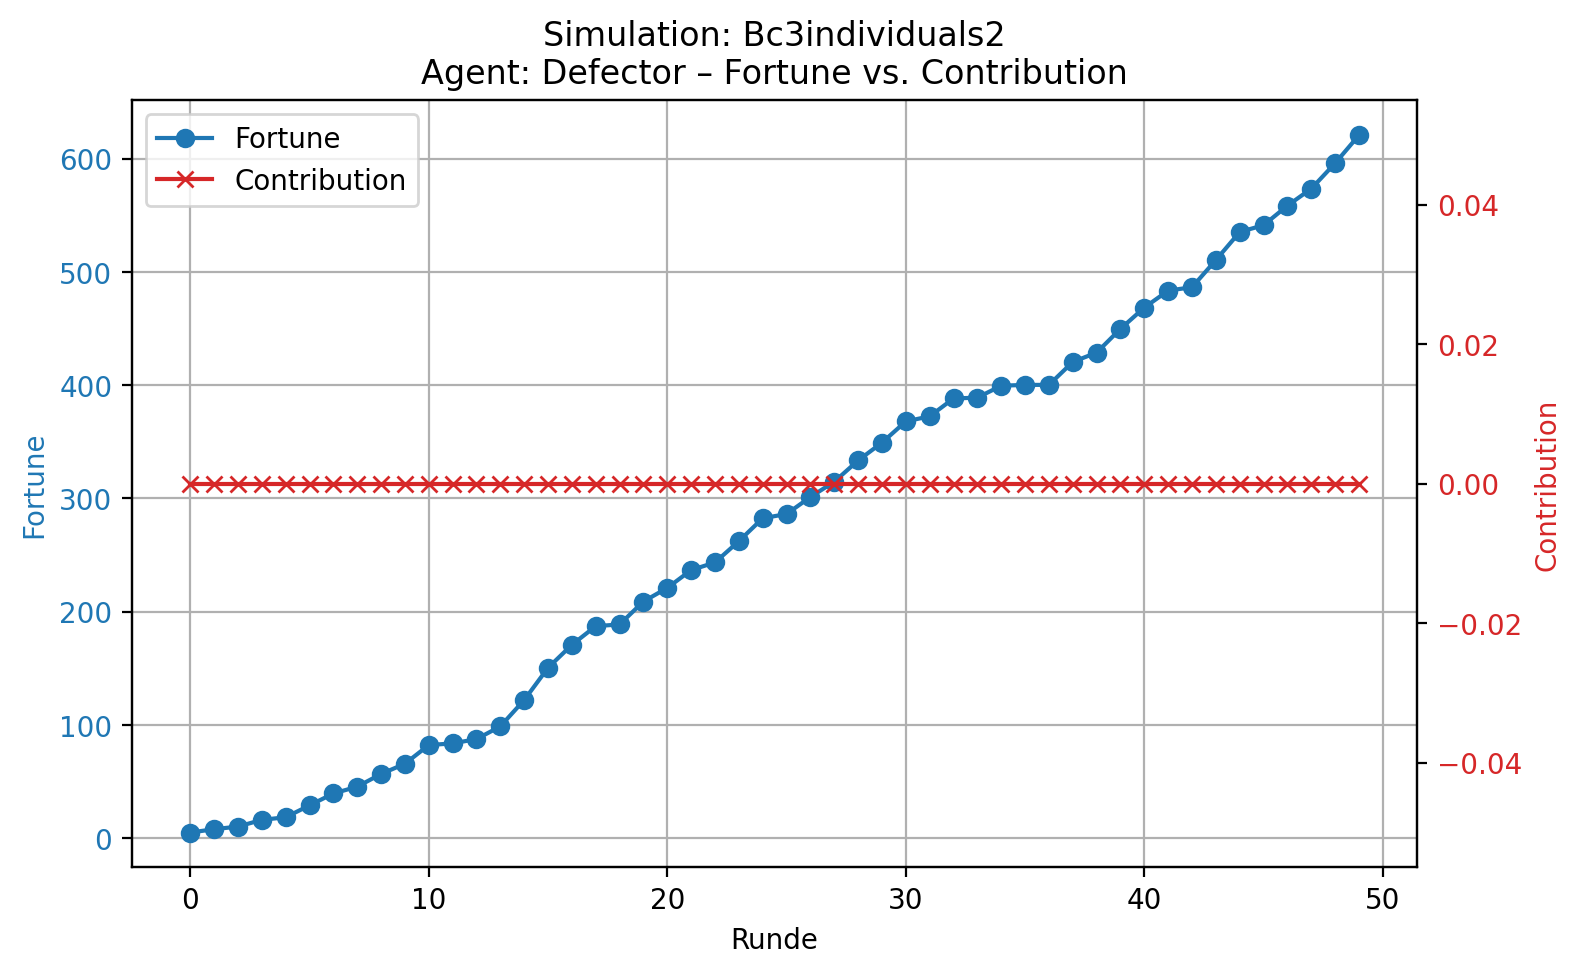 Simulation: Bc3individuals2
Agent: Defector – Fortune vs. Contribution
Fortune
Contribution
600
500
400
300
200
100
0
Fortune
0.04
0.02
0.00
−0.02
−0.04
Contribution
0 10 20 30 40 50
Runde